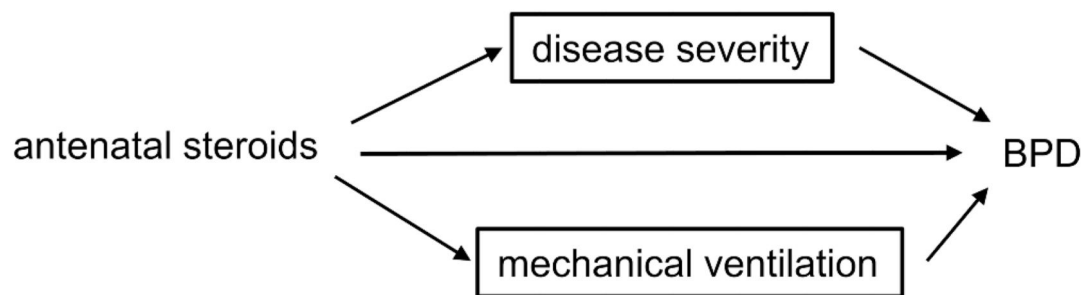 disease severity
antenatal steroids
BPD
mechanical ventilation